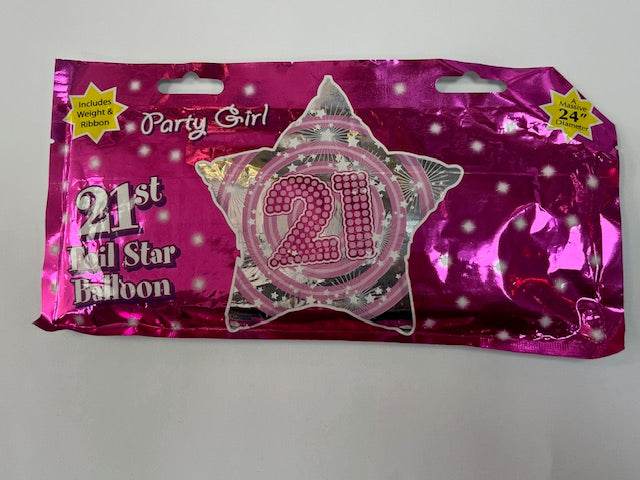 Includes
Weight &
Ribbon
Party Girl
A
Massive
24"
Diameter
21st
Foil Star
Balloon
21